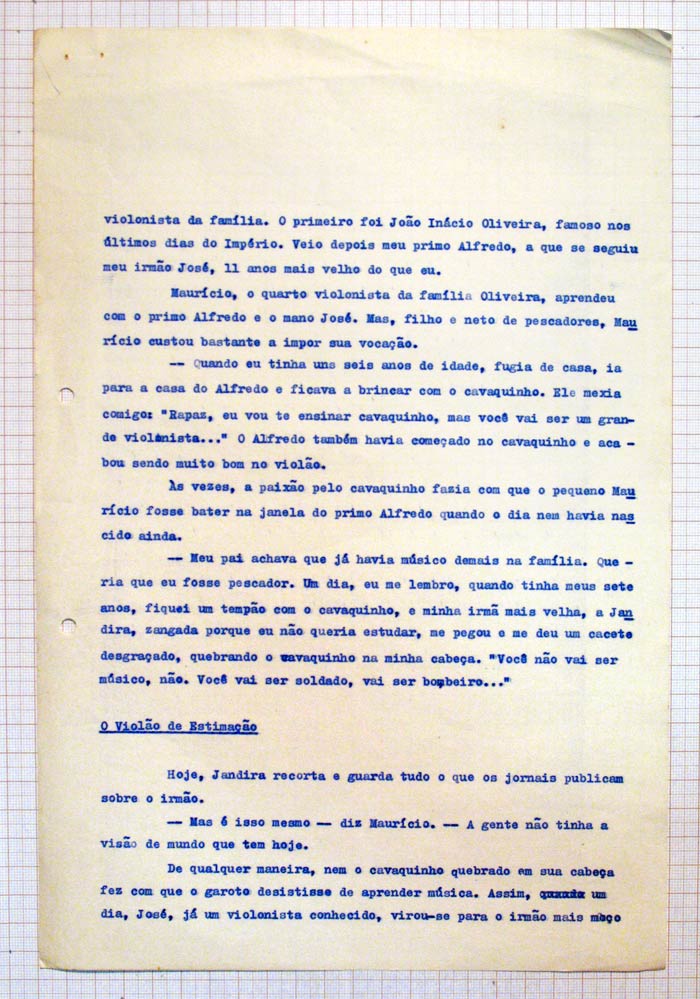 violonista da família. O primeiro foi João Inácio Oliveira, famoso nos
últimos dias do Império. Veio depois meu primo Alfredo, a que se seguiu
meu irmão José, 11 anos mais velho do que eu.
Maurício, o quarto violonista da família Oliveira, aprendeu
com o primo Alfredo e o mano José. Mas, filho e neto de pescadores, Mau
rício custou bastante a impor sua vocação.
-- Quando eu tinha uns seis anos de idade, fugia de casa, ia
para a casa do Alfredo e ficava a brincar com o cavaquinho. Ele mexia
comigo: "Rapaz, eu vou te ensinar cavaquinho, mas você vai ser um gran-
de violonista..." O Alfredo também havia começado no cavaquinho e aca -
bou sendo muito bom no violão.
Às vezes, a paixão pelo cavaquinho fazia com que o pequeno Mau
rício fosse bater na janela do primo Alfredo quando o dia nem havia nas
cido ainda.
-- Meu pai achava que já havia músico demais na família. Que -
ria que eu fosse pescador. Um dia, eu me lembro, quando tinha meus sete
anos, fiquei um tempão com o cavaquinho, e minha irmã mais velha, a Jan
dira, zangada porque eu não queria estudar, me pegou e me deu um cacete
desgraçado, quebrando o cavaquinho na minha cabeça. "Você não vai ser
músico, não. Você vai ser soldado, vai ser bombeiro..."
O Violão de Estimação
Hoje, Jandira recorta e guarda tudo o que os jornais publicam
sobre o irmão.
-- Mas é isso mesmo -- diz Maurício. -- A gente não tinha a
visão de mundo que tem hoje.
De qualquer maneira, nem o cavaquinho quebrado em sua cabeça
fez com que o garoto desistisse de aprender música. Assim, um
dia, José, já um violonista conhecido, virou-se para o irmão mais moço